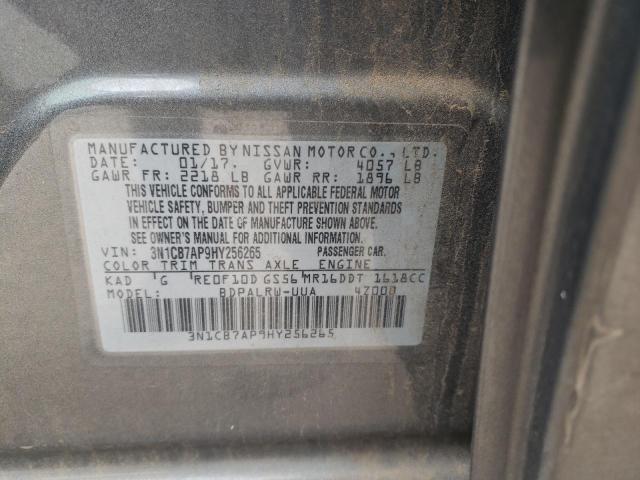 MANUFACTURED BY NISSAN MOTOR CO., LTD.
DATE: 01/17. GVWR: 4057 LB
GAWR FR: 2218 LB GAWR RR: 1896 LB
THIS VEHICLE CONFORMS TO ALL APPLICABLE FEDERAL MOTOR
VEHICLE SAFETY, BUMPER AND THEFT PREVENTION STANDARDS
IN EFFECT ON THE DATE OF MANUFACTURE SHOWN ABOVE.
SEE OWNER'S MANUAL FOR ADDITIONAL INFORMATION.
VIN: 3N1CB7AP9HY256265 PASSENGER CAR.
COLOR TRIM TRANS AXLE ENGINE
KAD G RE0F10D GS56 MR16DDT 1618CC
MODEL: BDPALRW-UUA 47000
3N1CB7AP9HY256265